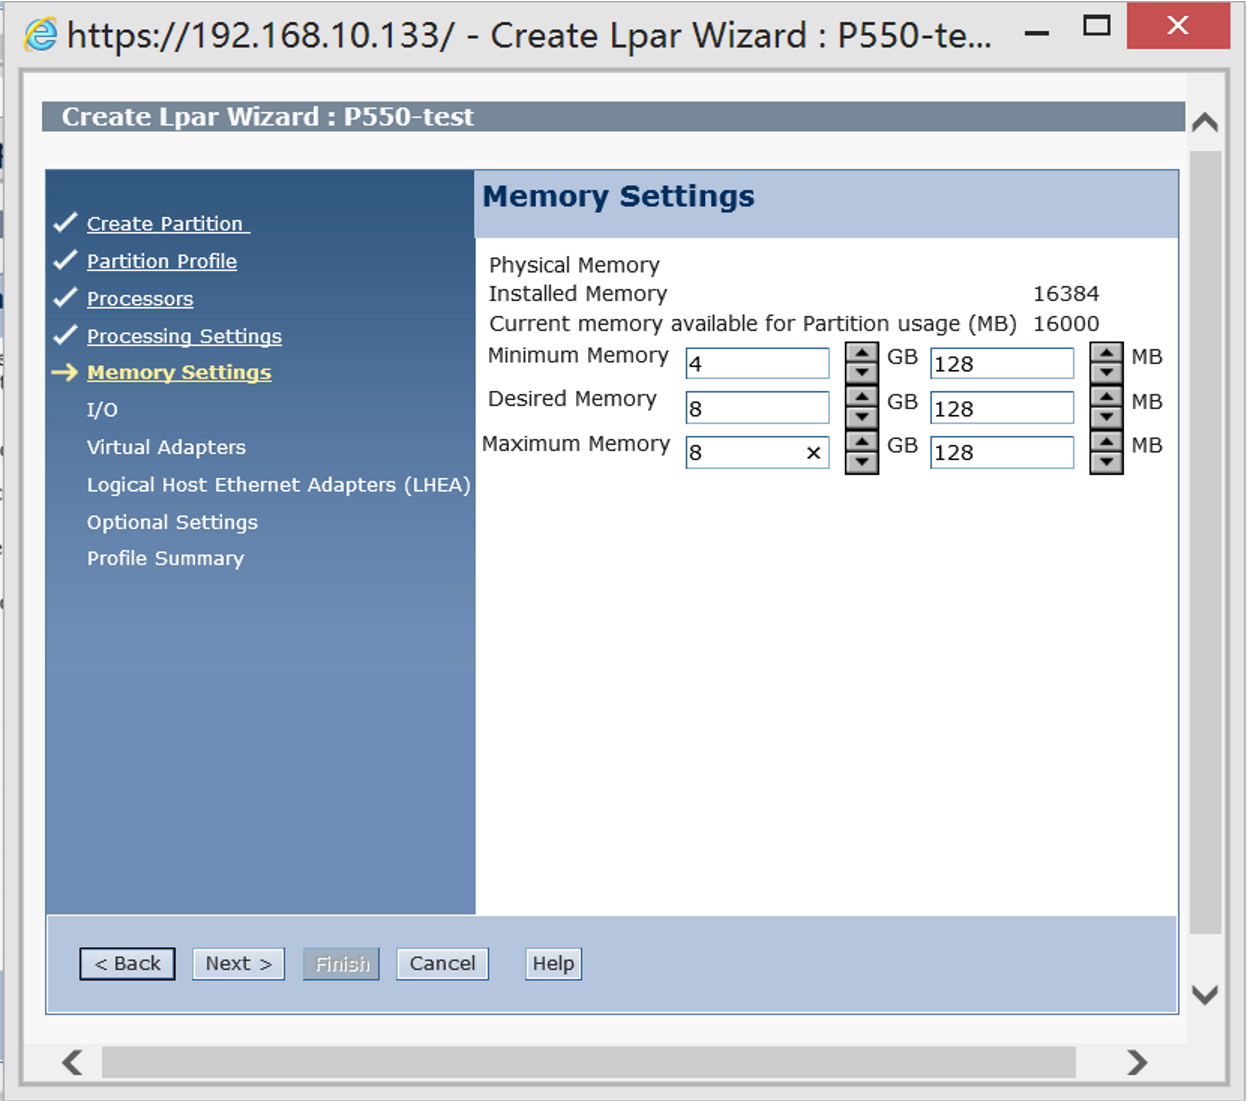 https://192.168.10.133/ - Create Lpar Wizard : P550-te...
Create Lpar Wizard : P550-test
Create Partition
Partition Profile
Processors
Processing Settings
Memory Settings
I/O
Virtual Adapters
Logical Host Ethernet Adapters (LHEA)
Optional Settings
Profile Summary
Memory Settings
Physical Memory
Installed Memory 16384
Current memory available for Partition usage (MB) 16000
Minimum Memory 4 GB 128 MB
Desired Memory 8 GB 128 MB
Maximum Memory 8 GB 128 MB
< Back Next > Finish Cancel Help